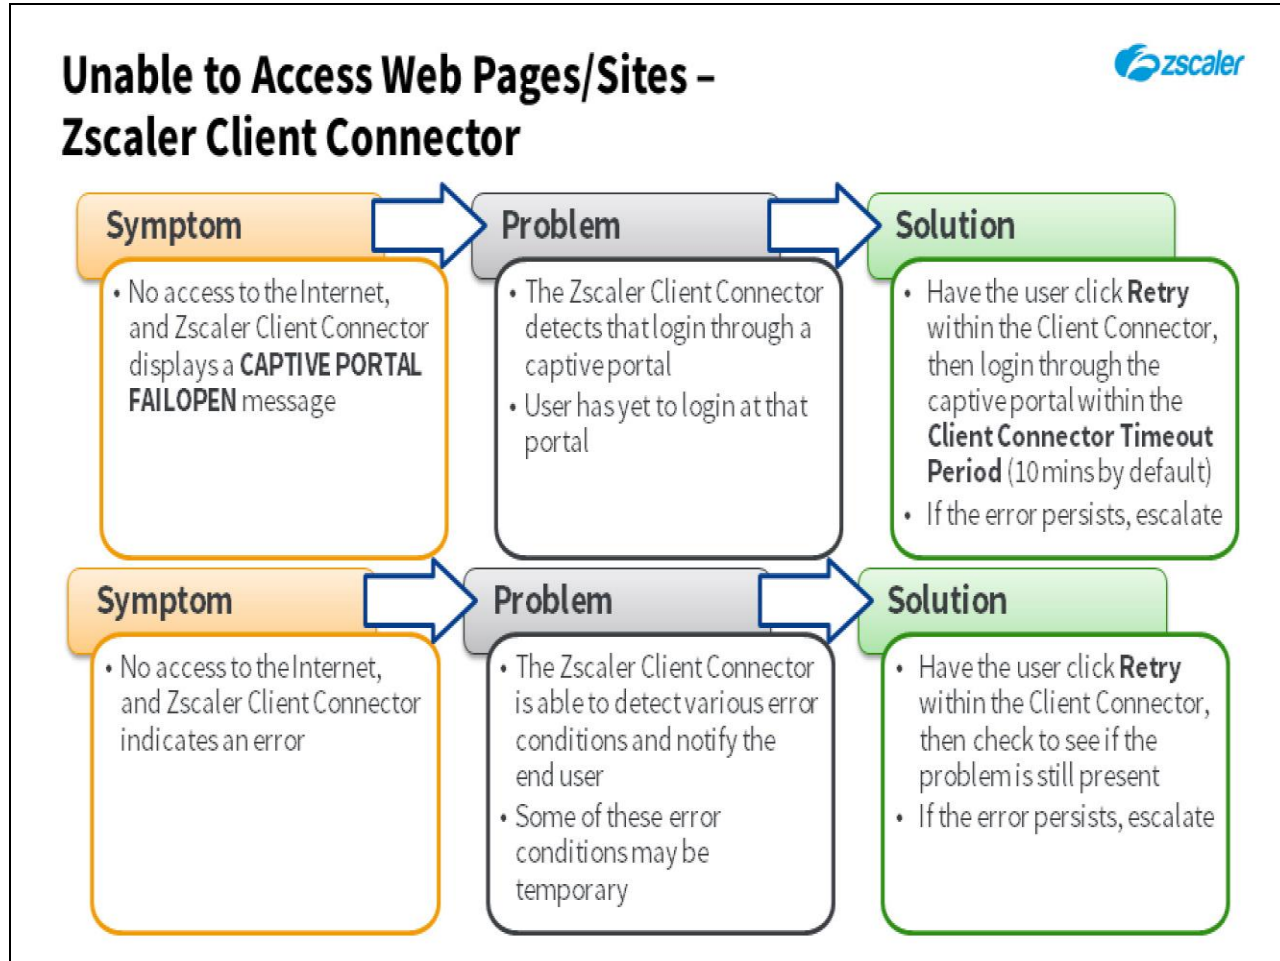 Unable to Access Web Pages/Sites –
Zscaler Client Connector
zscaler
Symptom
• No access to the Internet,
and Zscaler Client Connector
displays a CAPTIVE PORTAL
FAILOPEN message
Problem
• The Zscaler Client Connector
detects that login through a
captive portal
• User has yet to login at that
portal
Solution
• Have the user click Retry
within the Client Connector,
then login through the
captive portal within the
Client Connector Timeout
Period (10 mins by default)
• If the error persists, escalate
Symptom
• No access to the Internet,
and Zscaler Client Connector
indicates an error
Problem
• The Zscaler Client Connector
is able to detect various error
conditions and notify the
end user
• Some of these error
conditions may be
temporary
Solution
• Have the user click Retry
within the Client Connector,
then check to see if the
problem is still present
• If the error persists, escalate